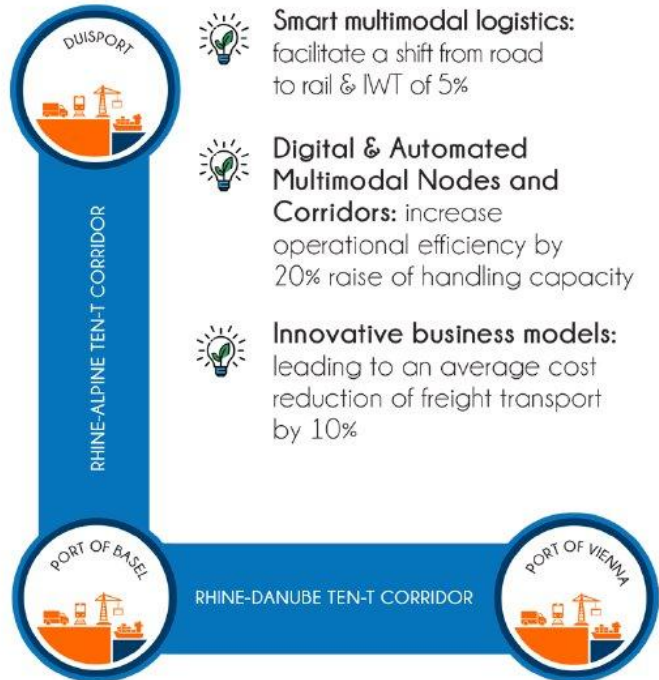 DUISPORT
Smart multimodal logistics:
facilitate a shift from road
to rail & IWT of 5%
Digital & Automated
Multimodal Nodes and
Corridors: increase
operational efficiency by
20% raise of handling capacity
Innovative business models:
leading to an average cost
reduction of freight transport
by 10%
RHINE-ALPINE TEN-T CORRIDOR
PORT OF BASEL
RHINE-DANUBE TEN-T CORRIDOR
PORT OF VIENNA